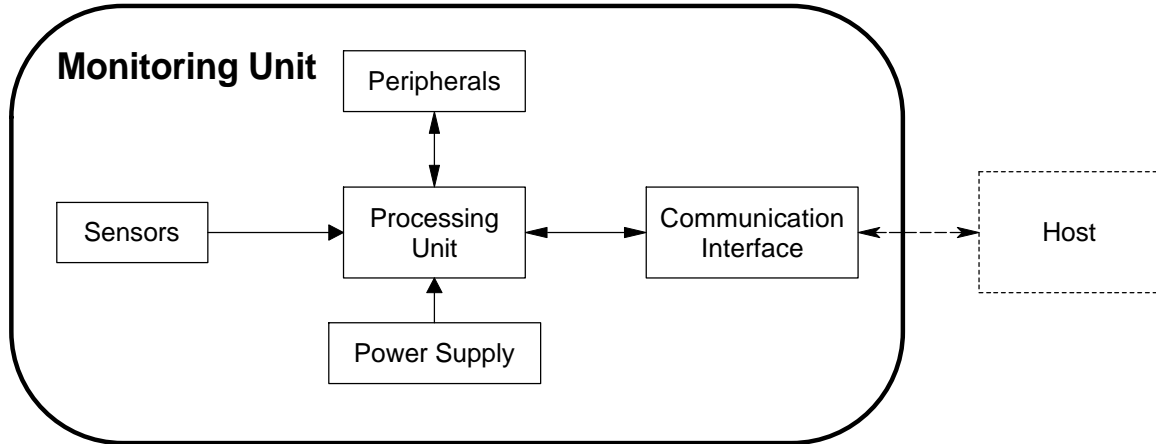 Monitoring Unit
Peripherals
Sensors
Processing
Unit
Communication
Interface
Host
Power Supply